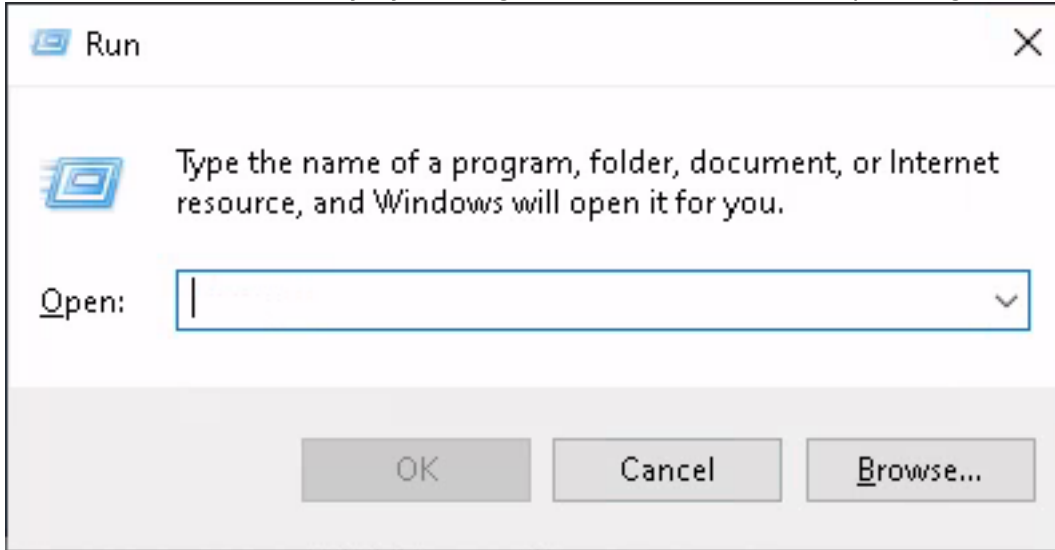 Run
Type the name of a program, folder, document, or Internet
resource, and Windows will open it for you.
Open:
OK Cancel Browse...